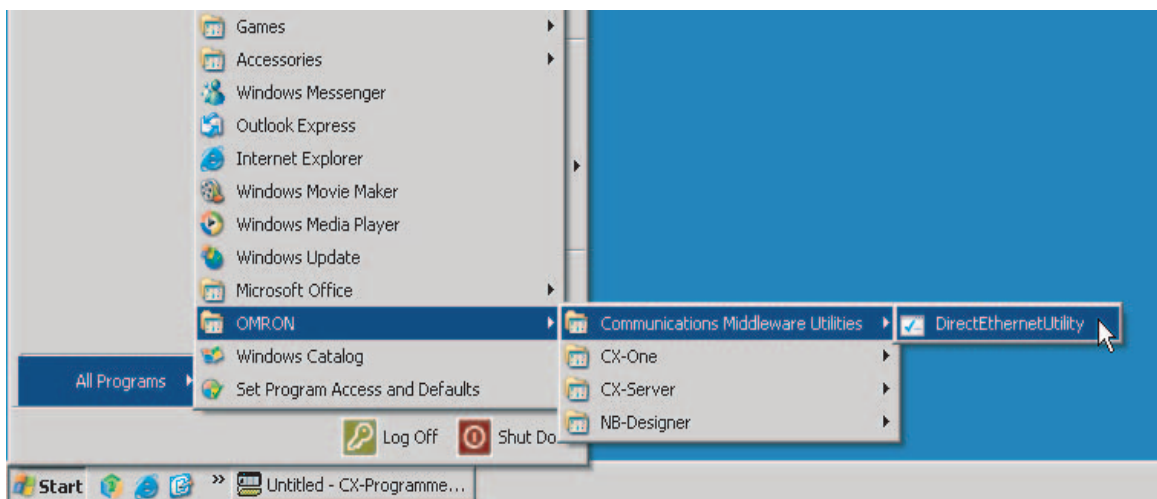 Games
Accessories
Windows Messenger
Outlook Express
Internet Explorer
Windows Movie Maker
Windows Media Player
Windows Update
Microsoft Office
OMRON
Windows Catalog
Set Program Access and Defaults
Communications Middleware Utilities
CX-One
CX-Server
NB-Designer
DirectEthernetUtility
All Programs
Log Off
Shut Do
Start
» Untitled - CX-Programme...